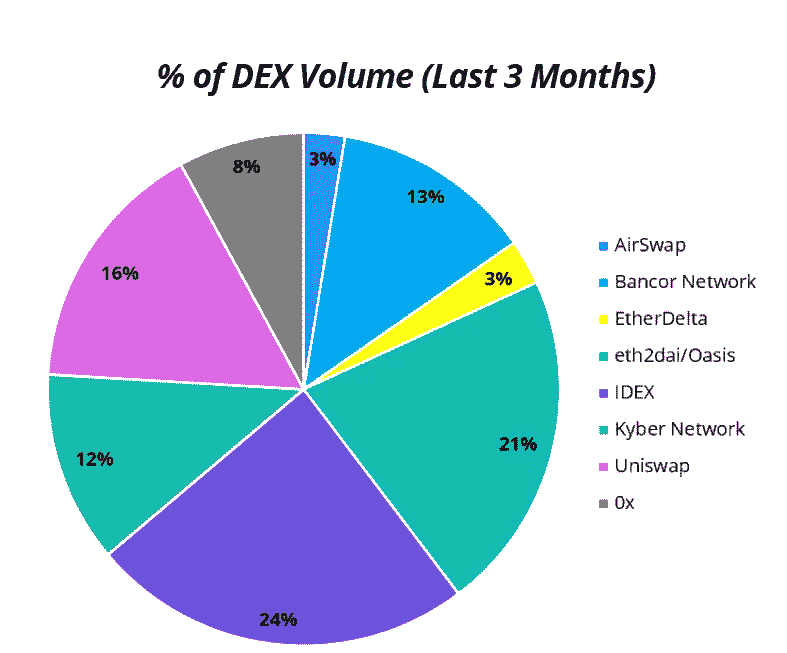 % of DEX Volume (Last 3 Months)
8%
3%
13%
16%
3%
21%
12%
24%
AirSwap
Bancor Network
EtherDelta
eth2dai/Oasis
IDEX
Kyber Network
Uniswap
0x